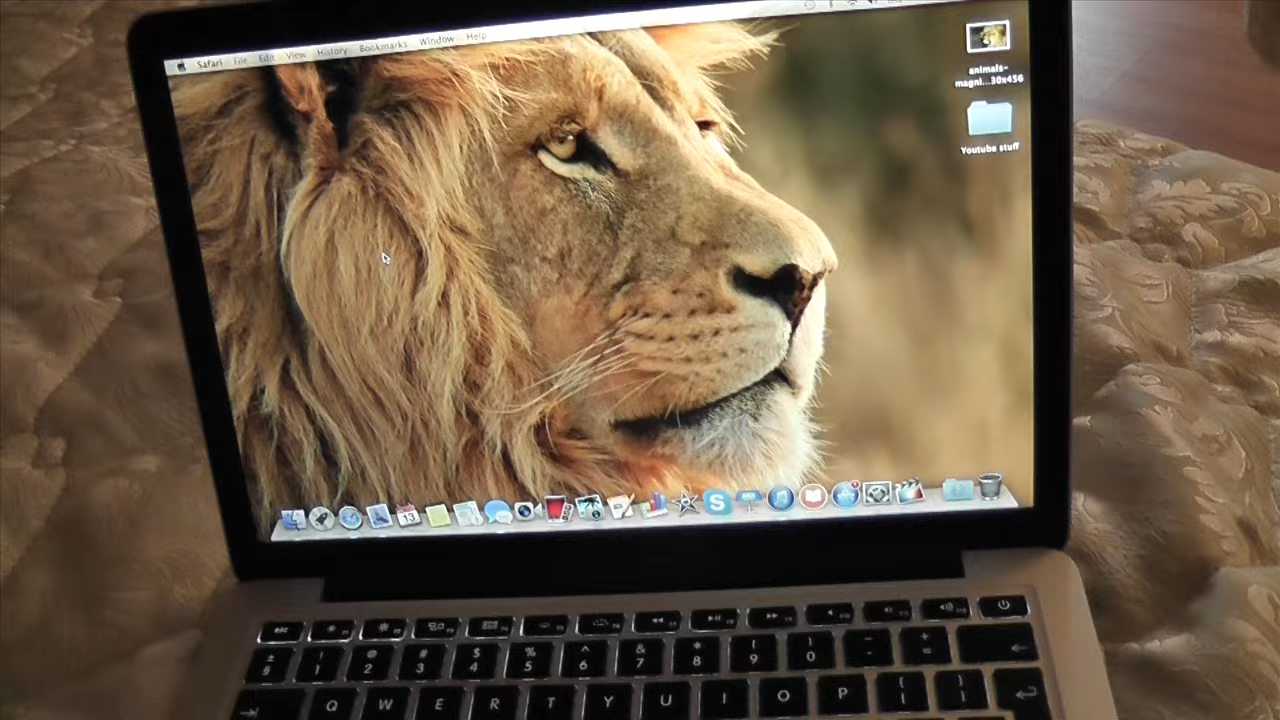 Safari File Edit View History Bookmarks Window Help
animals-
magni...30x456
Youtube stuff
13
S
esc
§ ± ! 1 @ 2 # 3 $ 4 % 5 ^ 6 & 7 * 8 ( 9 ) 0 - + =
Q W E R T Y U I O P { [ } ]